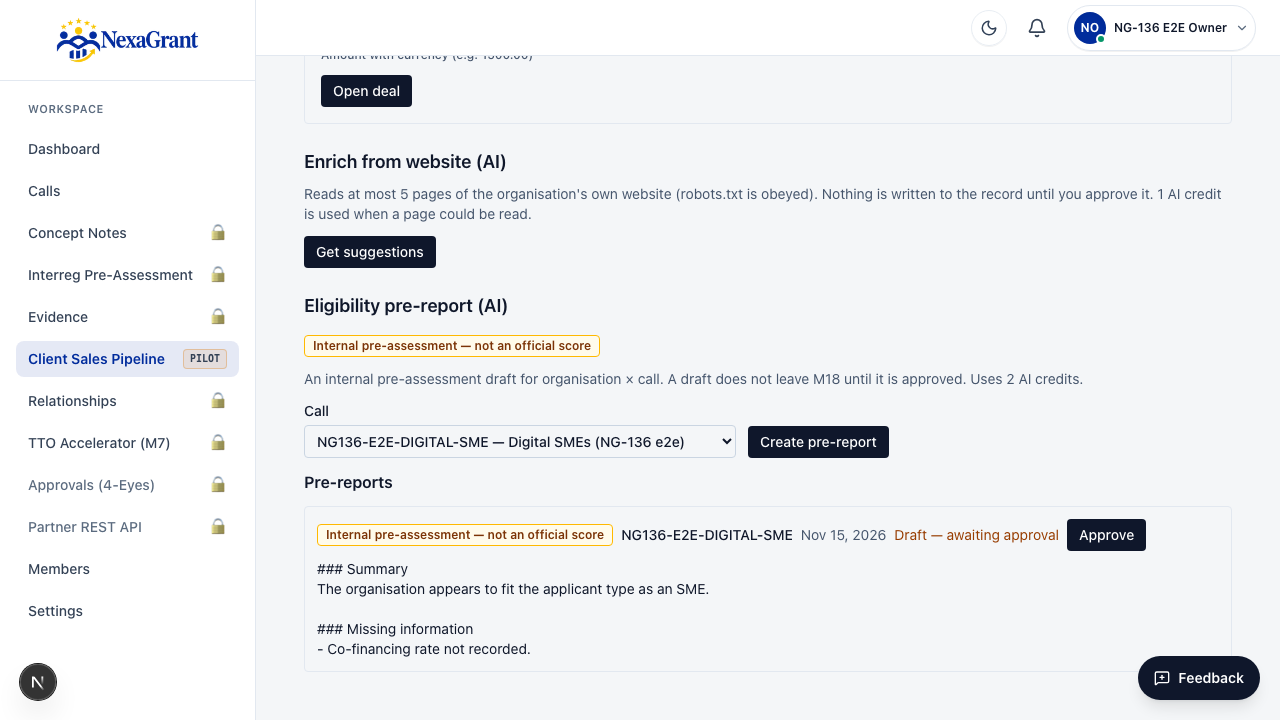 NexaGrant
NG-136 E2E Owner
NO
WORKSPACE
Dashboard
Calls
Concept Notes
Interreg Pre-Assessment
Evidence
Client Sales Pipeline PILOT
Relationships
TTO Accelerator (M7)
Approvals (4-Eyes)
Partner REST API
Members
Settings
N
Open deal
Enrich from website (AI)
Reads at most 5 pages of the organisation's own website (robots.txt is obeyed). Nothing is written to the record until you approve it. 1 AI credit
is used when a page could be read.
Get suggestions
Eligibility pre-report (AI)
Internal pre-assessment — not an official score
An internal pre-assessment draft for organisation × call. A draft does not leave M18 until it is approved. Uses 2 AI credits.
Call
NG136-E2E-DIGITAL-SME — Digital SMEs (NG-136 e2e) Create pre-report
Pre-reports
Internal pre-assessment — not an official score NG136-E2E-DIGITAL-SME Nov 15, 2026 Draft — awaiting approval Approve
### Summary
The organisation appears to fit the applicant type as an SME.
### Missing information
- Co-financing rate not recorded.
Feedback